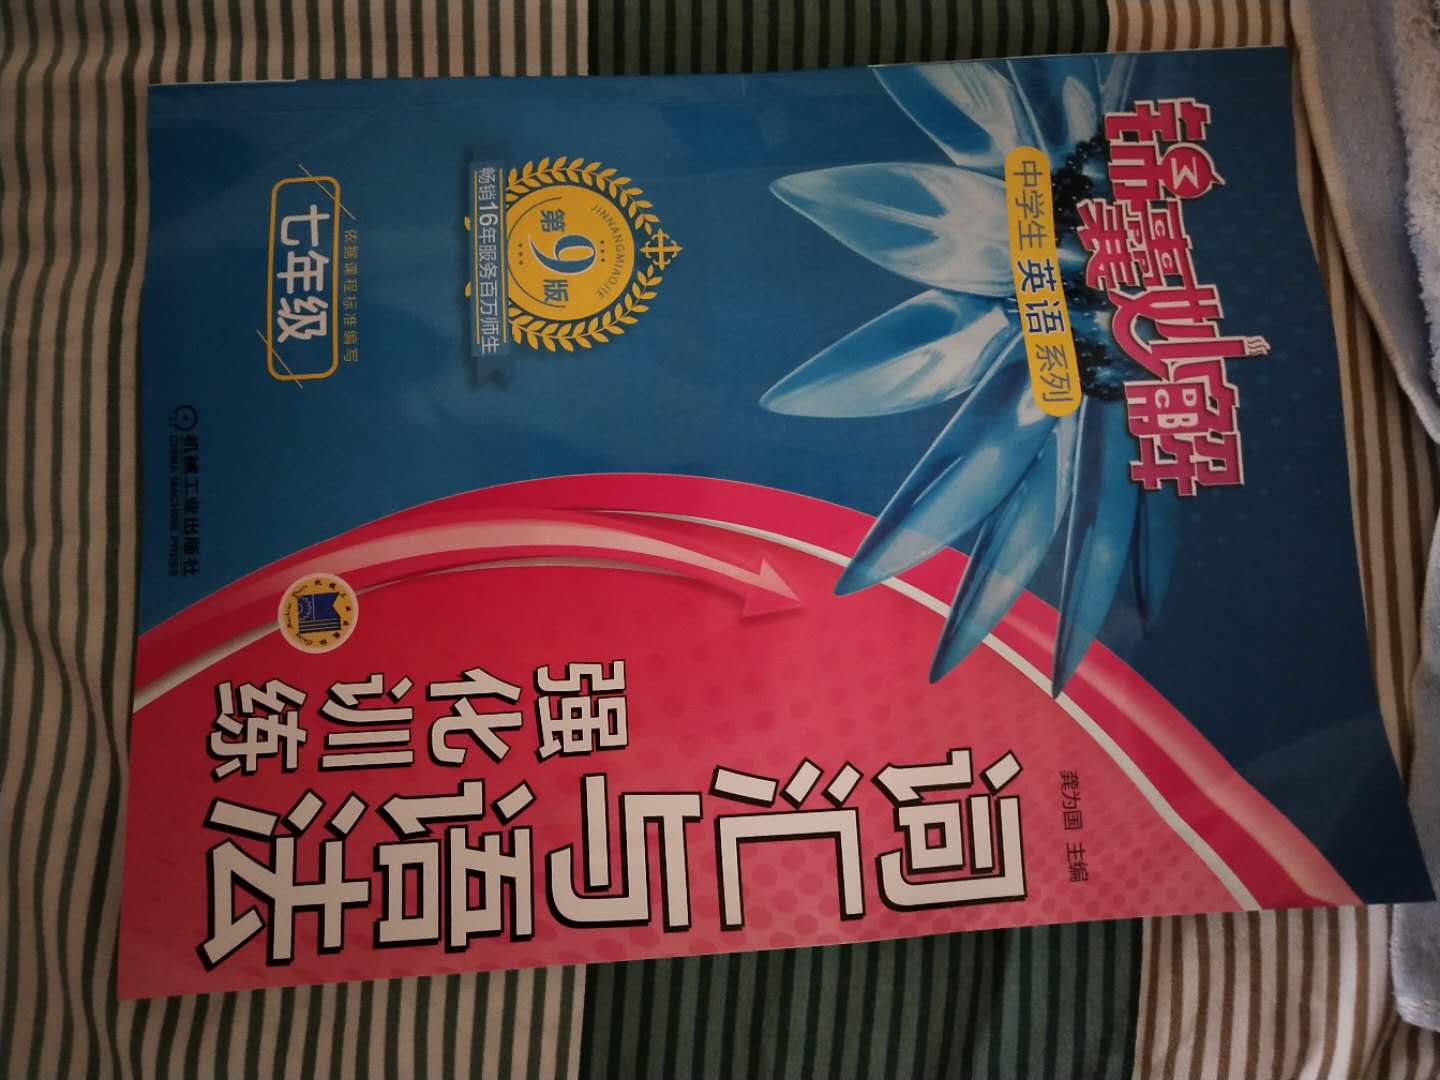 锦囊妙解
中学生英语系列
龚为国 主编
词汇与语法
强化训练
JINNANGMIAOJIE
第9版
畅销16年服务百万师生
依据课程标准编写
七年级
机械工业出版社
CHINA MACHINE PRESS